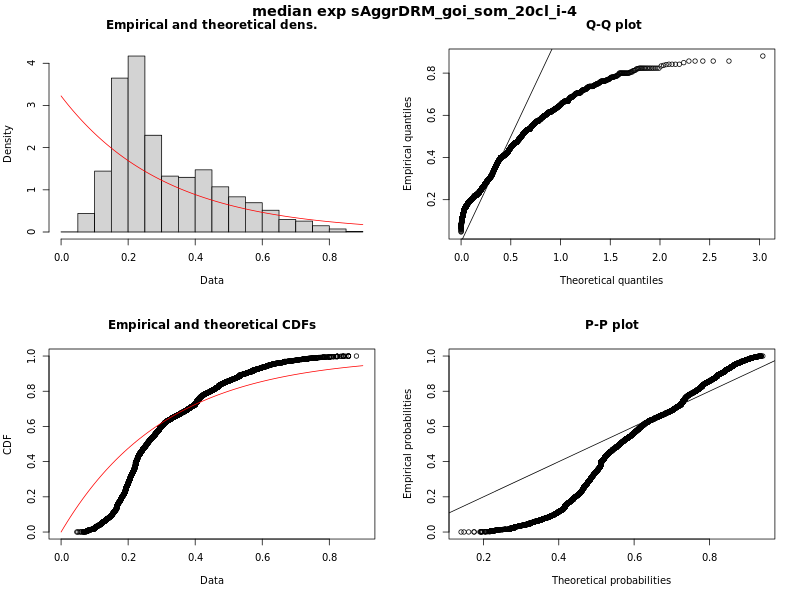 median exp sAggrDRM_goi_som_20cl_i-4
Empirical and theoretical dens.
Density
0
1
2
3
4
0.0 0.2 0.4 0.6 0.8
Data
Q-Q plot
Empirical quantiles
0.2 0.4 0.6 0.8
0.0 0.5 1.0 1.5 2.0 2.5 3.0
Theoretical quantiles
Empirical and theoretical CDFs
CDF
0.0 0.2 0.4 0.6 0.8 1.0
0.0 0.2 0.4 0.6 0.8
Data
P-P plot
Empirical probabilities
0.0 0.2 0.4 0.6 0.8 1.0
0.2 0.4 0.6 0.8
Theoretical probabilities